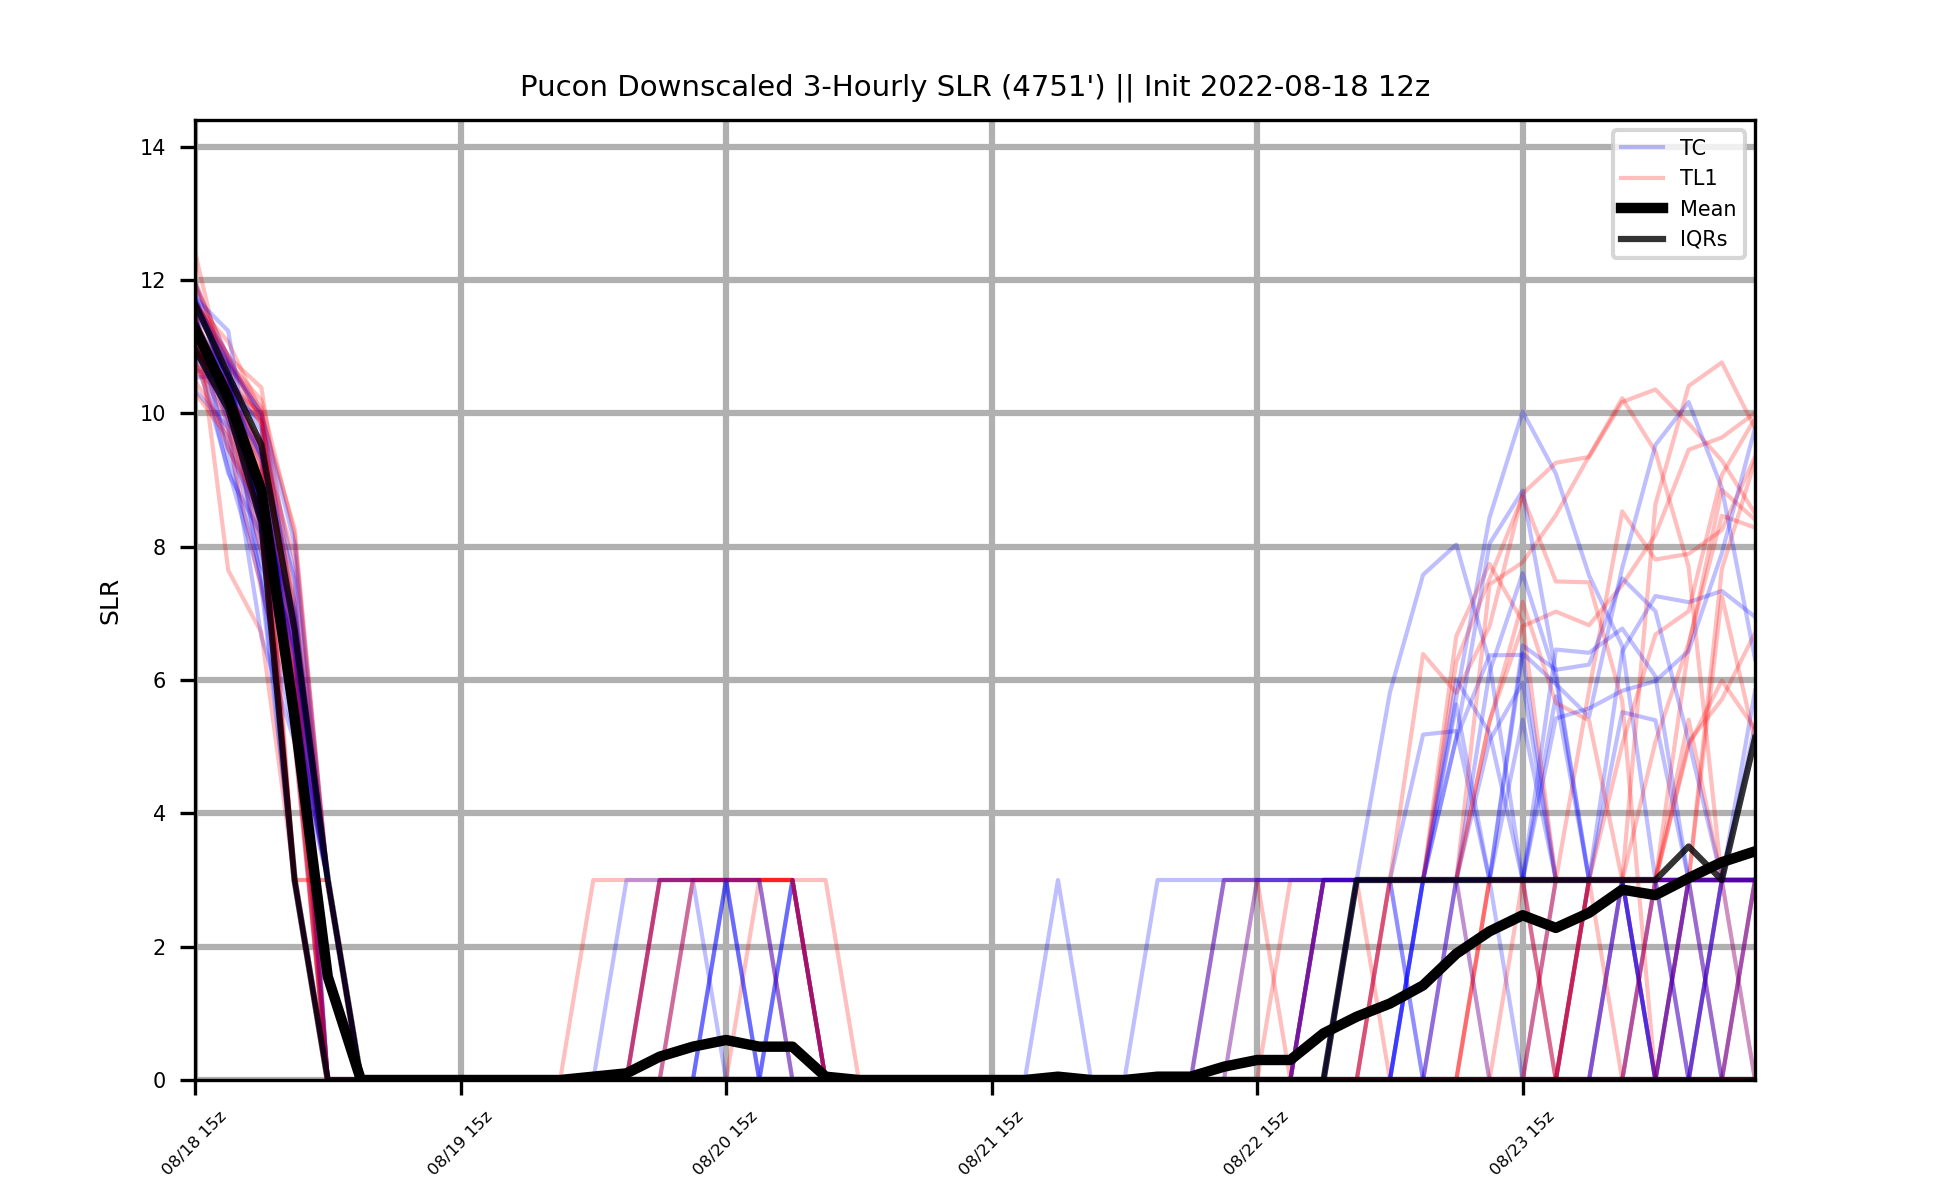 Pucon Downscaled 3-Hourly SLR (4751') || Init 2022-08-18 12z
TC
TL1
Mean
IQRs
SLR
14
12
10
8
6
4
2
0
08/18 15z
08/19 15z
08/20 15z
08/21 15z
08/22 15z
08/23 15z